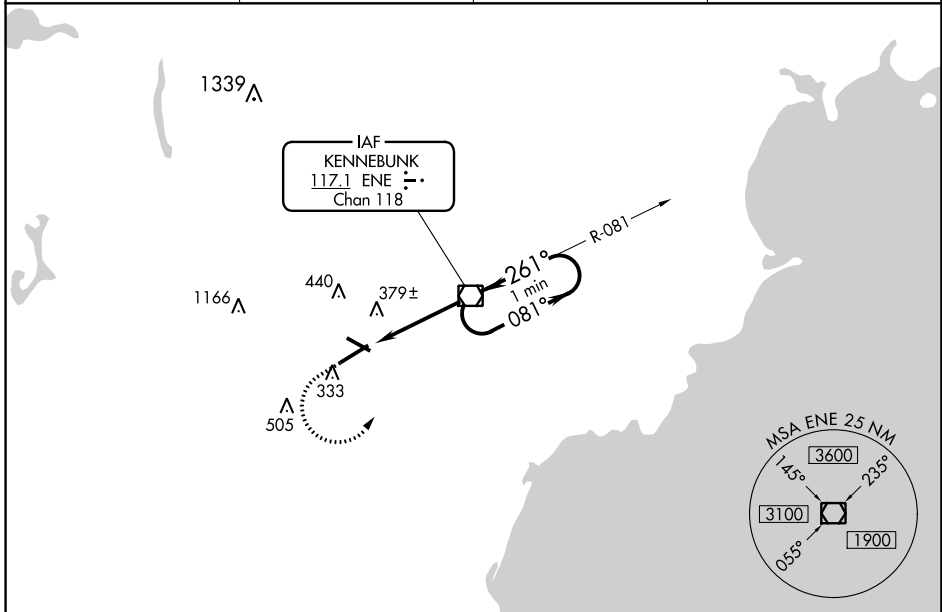 1339
IAF
KENNEBUNK
117.1 ENE
Chan 118
R-081
261°
1 min
081°
440
379±
1166
333
505
MSA ENE 25 NM
145°
3600
235°
3100
055°
1900